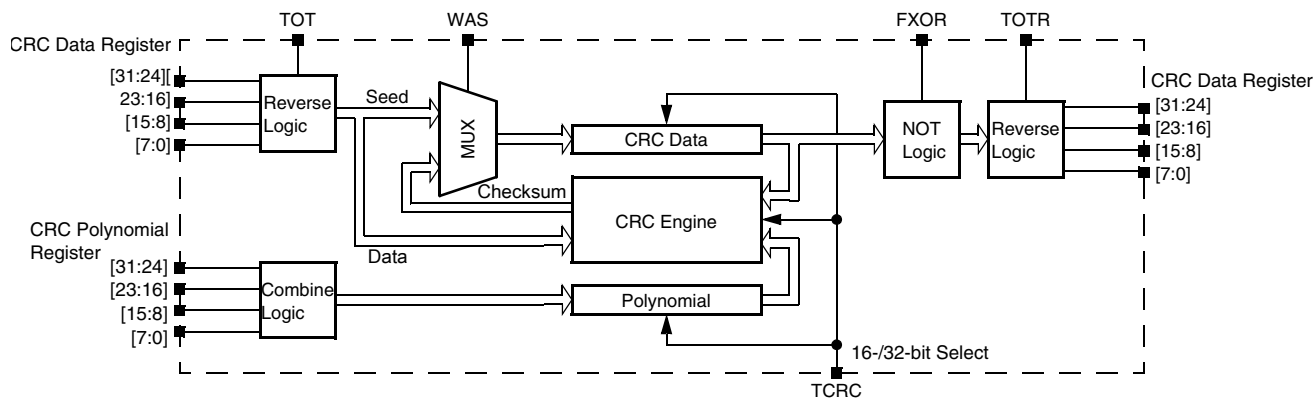 TOT
WAS
FXOR
TOTR
CRC Data Register
[31:24][
23:16]
[15:8]
[7:0]
Reverse
Logic
Seed
MUX
CRC Data
NOT
Logic
Reverse
Logic
CRC Data Register
[31:24]
[23:16]
[15:8]
[7:0]
Checksum
CRC Engine
Data
CRC Polynomial
Register
[31:24]
[23:16]
[15:8]
[7:0]
Combine
Logic
Polynomial
16-/32-bit Select
TCRC